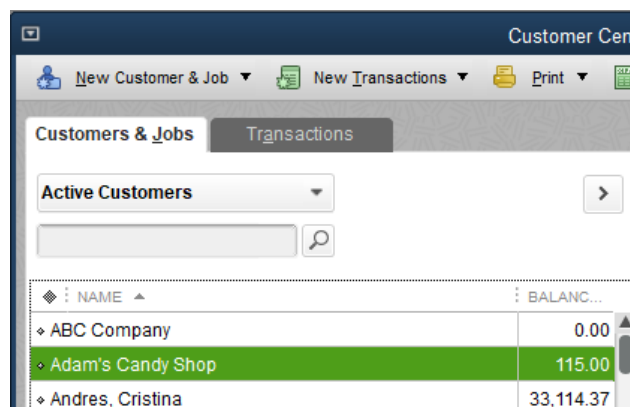 Customer Cen
New Customer & Job New Transactions Print
Customers & Jobs Transactions
Active Customers
NAME BALANC...
ABC Company 0.00
Adam's Candy Shop 115.00
Andres, Cristina 33,114.37